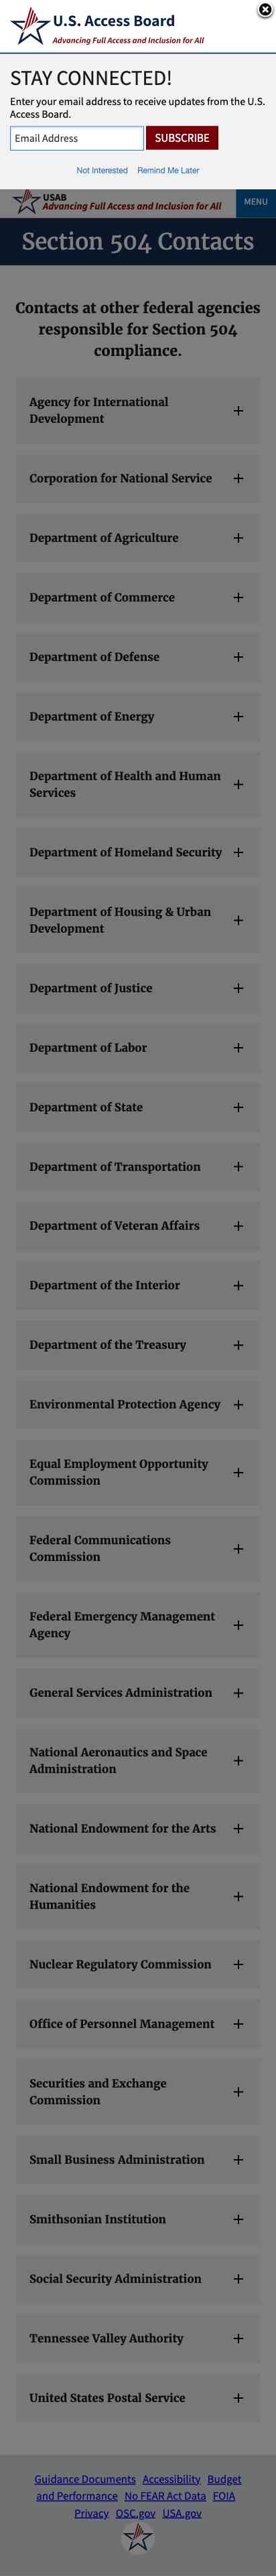 U.S. Access Board
Advancing Full Access and Inclusion for All
STAY CONNECTED!
Enter your email address to receive updates from the U.S.
Access Board.
Email Address
SUBSCRIBE
Not Interested
Remind Me Later
USAB
Advancing Full Access and Inclusion for All
MENU
Section 504 Contacts
Contacts at other federal agencies
responsible for Section 504
compliance.
Agency for International
Development
Corporation for National Service
Department of Agriculture
Department of Commerce
Department of Defense
Department of Energy
Department of Health and Human
Services
Department of Homeland Security
Department of Housing & Urban
Development
Department of Justice
Department of Labor
Department of State
Department of Transportation
Department of Veteran Affairs
Department of the Interior
Department of the Treasury
Environmental Protection Agency
Equal Employment Opportunity
Commission
Federal Communications
Commission
Federal Emergency Management
Agency
General Services Administration
National Aeronautics and Space
Administration
National Endowment for the Arts
National Endowment for the
Humanities
Nuclear Regulatory Commission
Office of Personnel Management
Securities and Exchange
Commission
Small Business Administration
Smithsonian Institution
Social Security Administration
Tennessee Valley Authority
United States Postal Service
Guidance Documents Accessibility Budget
and Performance No FEAR Act Data FOIA
Privacy OSC.gov USA.gov